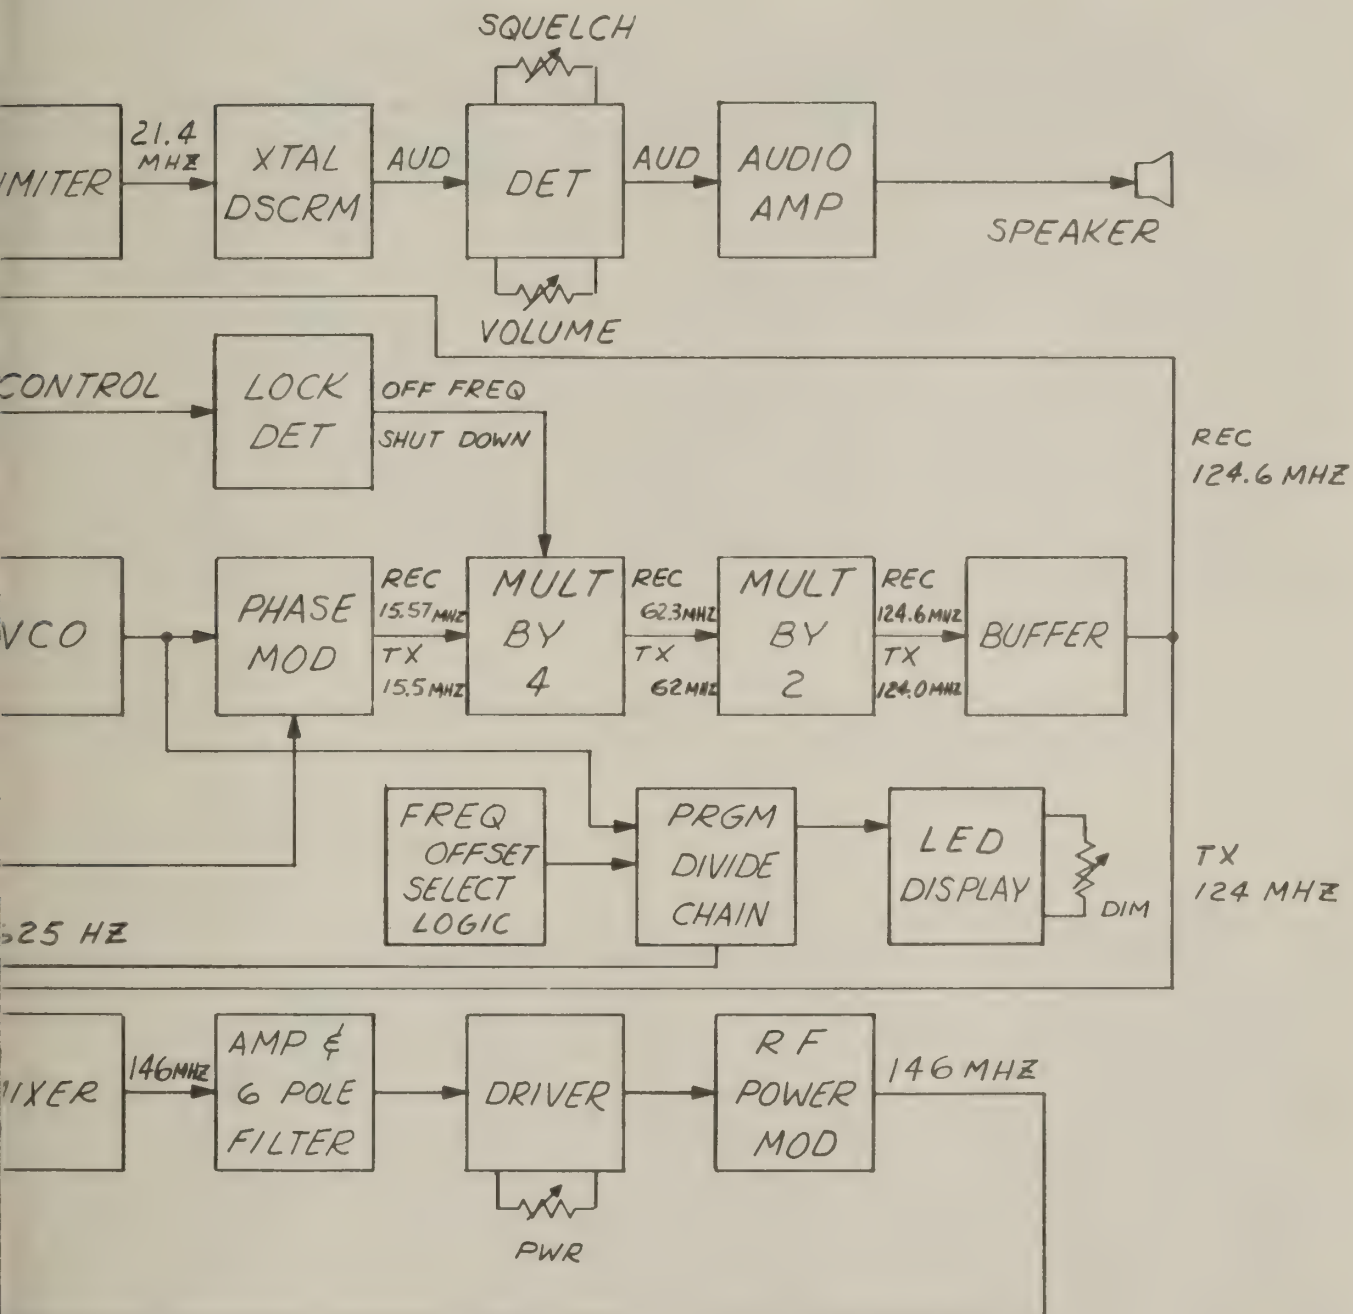 SQUELCH
21.4
MHZ
IMITER
XTAL
DSCRM
AUD
DET
AUD
AUDIO
AMP
SPEAKER
VOLUME
CONTROL
LOCK
DET
OFF FREQ
SHUT DOWN
REC
124.6 MHZ
VCO
PHASE
MOD
REC
15.57 MHZ
TX
15.5 MHZ
MULT
BY
4
REC
62.3 MHZ
TX
62 MHZ
MULT
BY
2
REC
124.6 MHZ
TX
124.0 MHZ
BUFFER
FREQ
OFFSET
SELECT
LOGIC
PRGM
DIVIDE
CHAIN
LED
DISPLAY
DIM
TX
124 MHZ
625 HZ
MIXER
146 MHZ
AMP &
6 POLE
FILTER
DRIVER
PWR
RF
POWER
MOD
146 MHZ